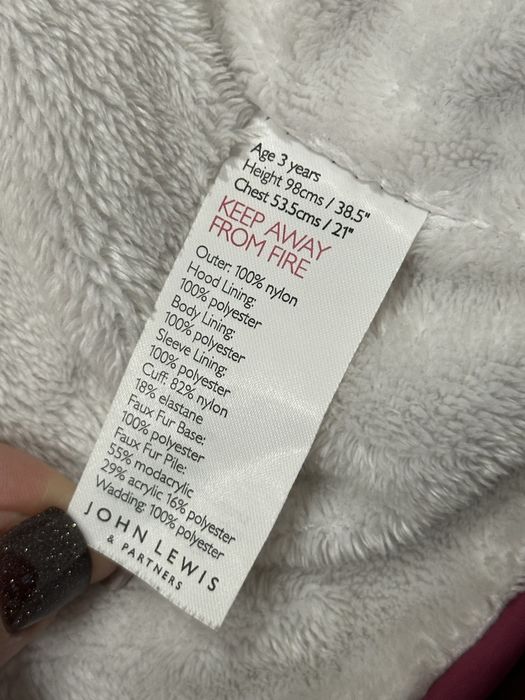 Age 3 years
Height 98cms / 38.5"
Chest 53.5cms / 21"
KEEP AWAY
FROM FIRE
Outer: 100% nylon
Hood Lining:
100% polyester
Body Lining:
100% polyester
Sleeve Lining:
100% polyester
Cuff: 82% nylon
18% elastane
Faux Fur Base:
100% polyester
Faux Fur Pile:
55% modacrylic
29% acrylic 16% polyester
Wadding: 100% polyester
JOHN LEWIS
& PARTNERS